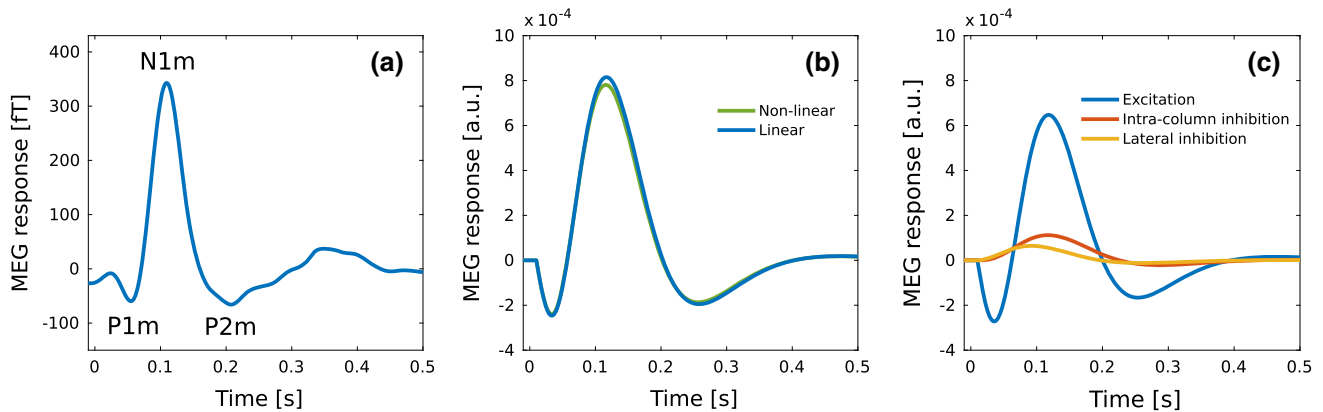 (a)
MEG response [fT]
400
300
200
100
0
-100
N1m
P1m
P2m
0 0.1 0.2 0.3 0.4 0.5
Time [s]
x 10-4
(b)
MEG response [a.u.]
10
8
6
4
2
0
-2
-4
Non-linear
Linear
0 0.1 0.2 0.3 0.4 0.5
Time [s]
x 10-4
(c)
MEG response [a.u.]
10
8
6
4
2
0
-2
-4
Excitation
Intra-column inhibition
Lateral inhibition
0 0.1 0.2 0.3 0.4 0.5
Time [s]